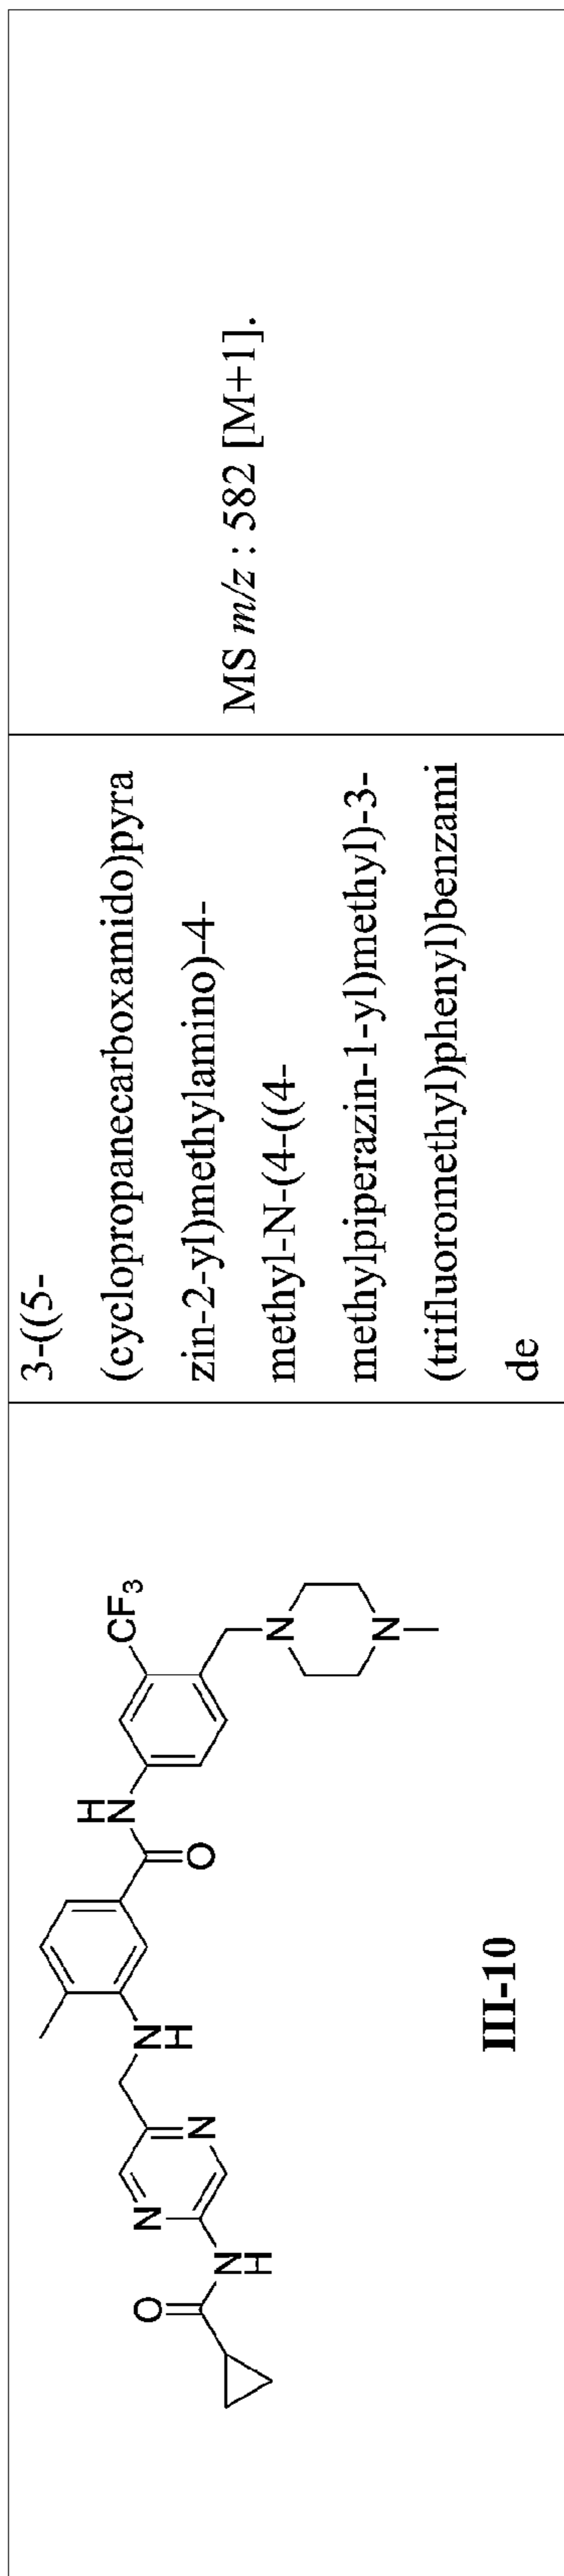 O
N
H
N
N
N
H
O
H
N
CF3
N
N
III-10
3-((5-
(cyclopropanecarboxamido)pyra
zin-2-yl)methylamino)-4-
methyl-N-(4-((4-
methylpiperazin-1-yl)methyl)-3-
(trifluoromethyl)phenyl)benzami
de
MS m/z : 582 [M+1].